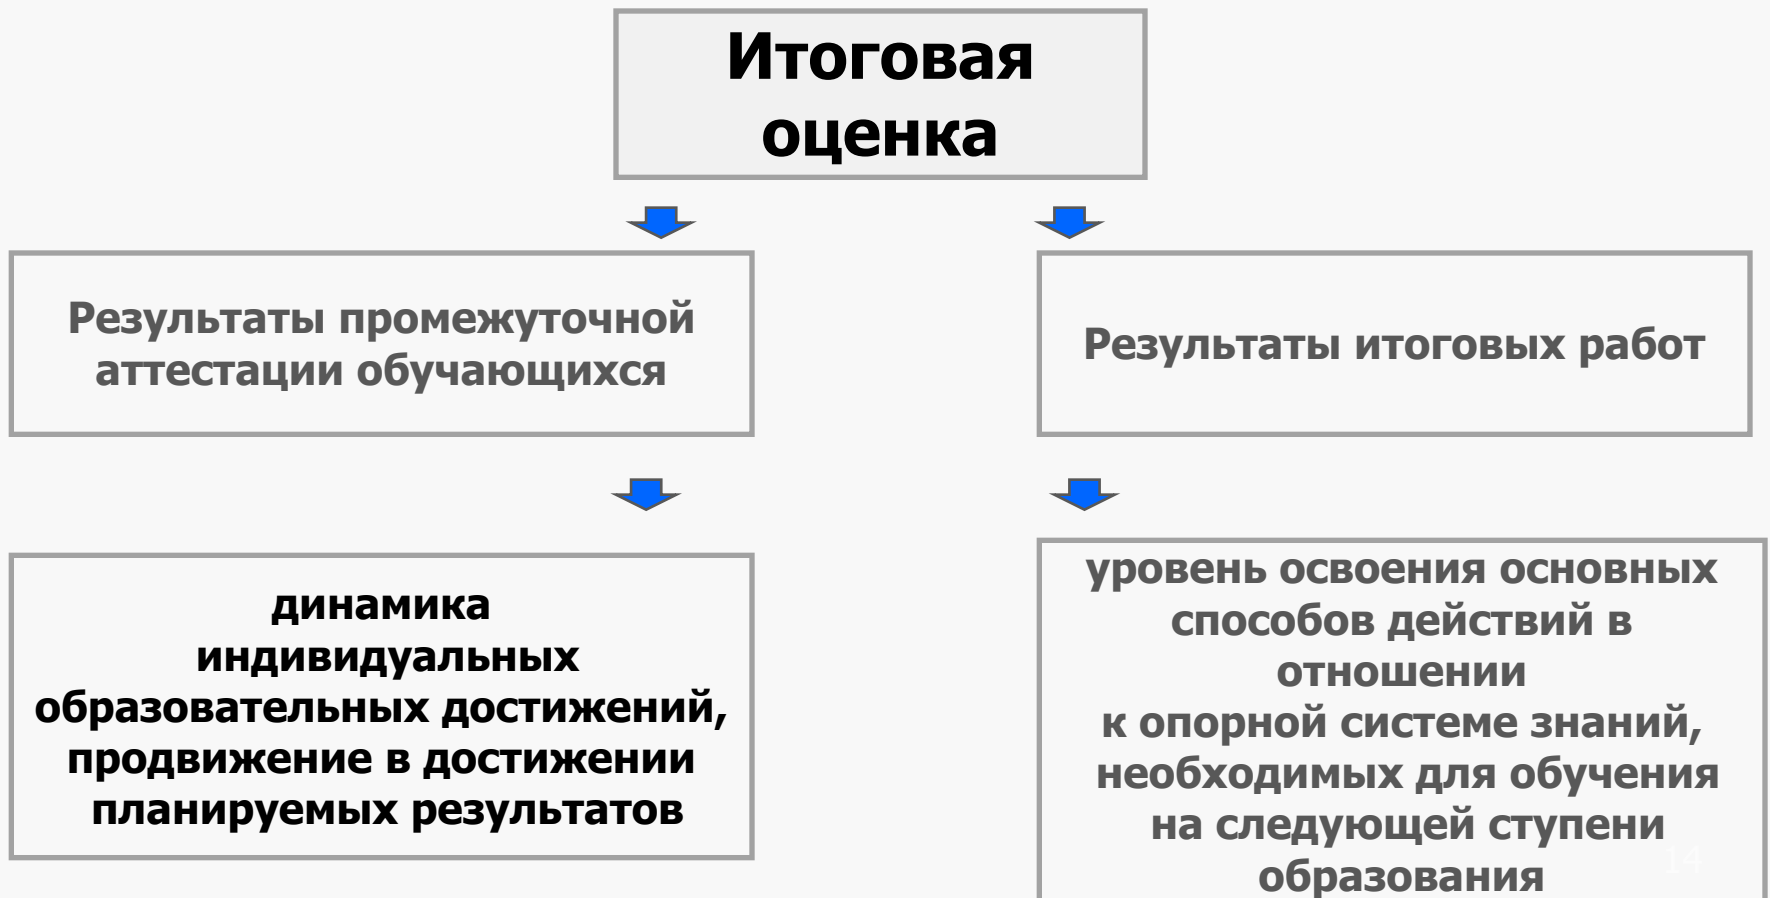 Итоговая
оценка
Результаты промежуточной
аттестации обучающихся
Результаты итоговых работ
динамика
индивидуальных
образовательных достижений,
продвижение в достижении
планируемых результатов
уровень освоения основных
способов действий в
отношении
к опорной системе знаний,
необходимых для обучения
на следующей ступени
образования
14